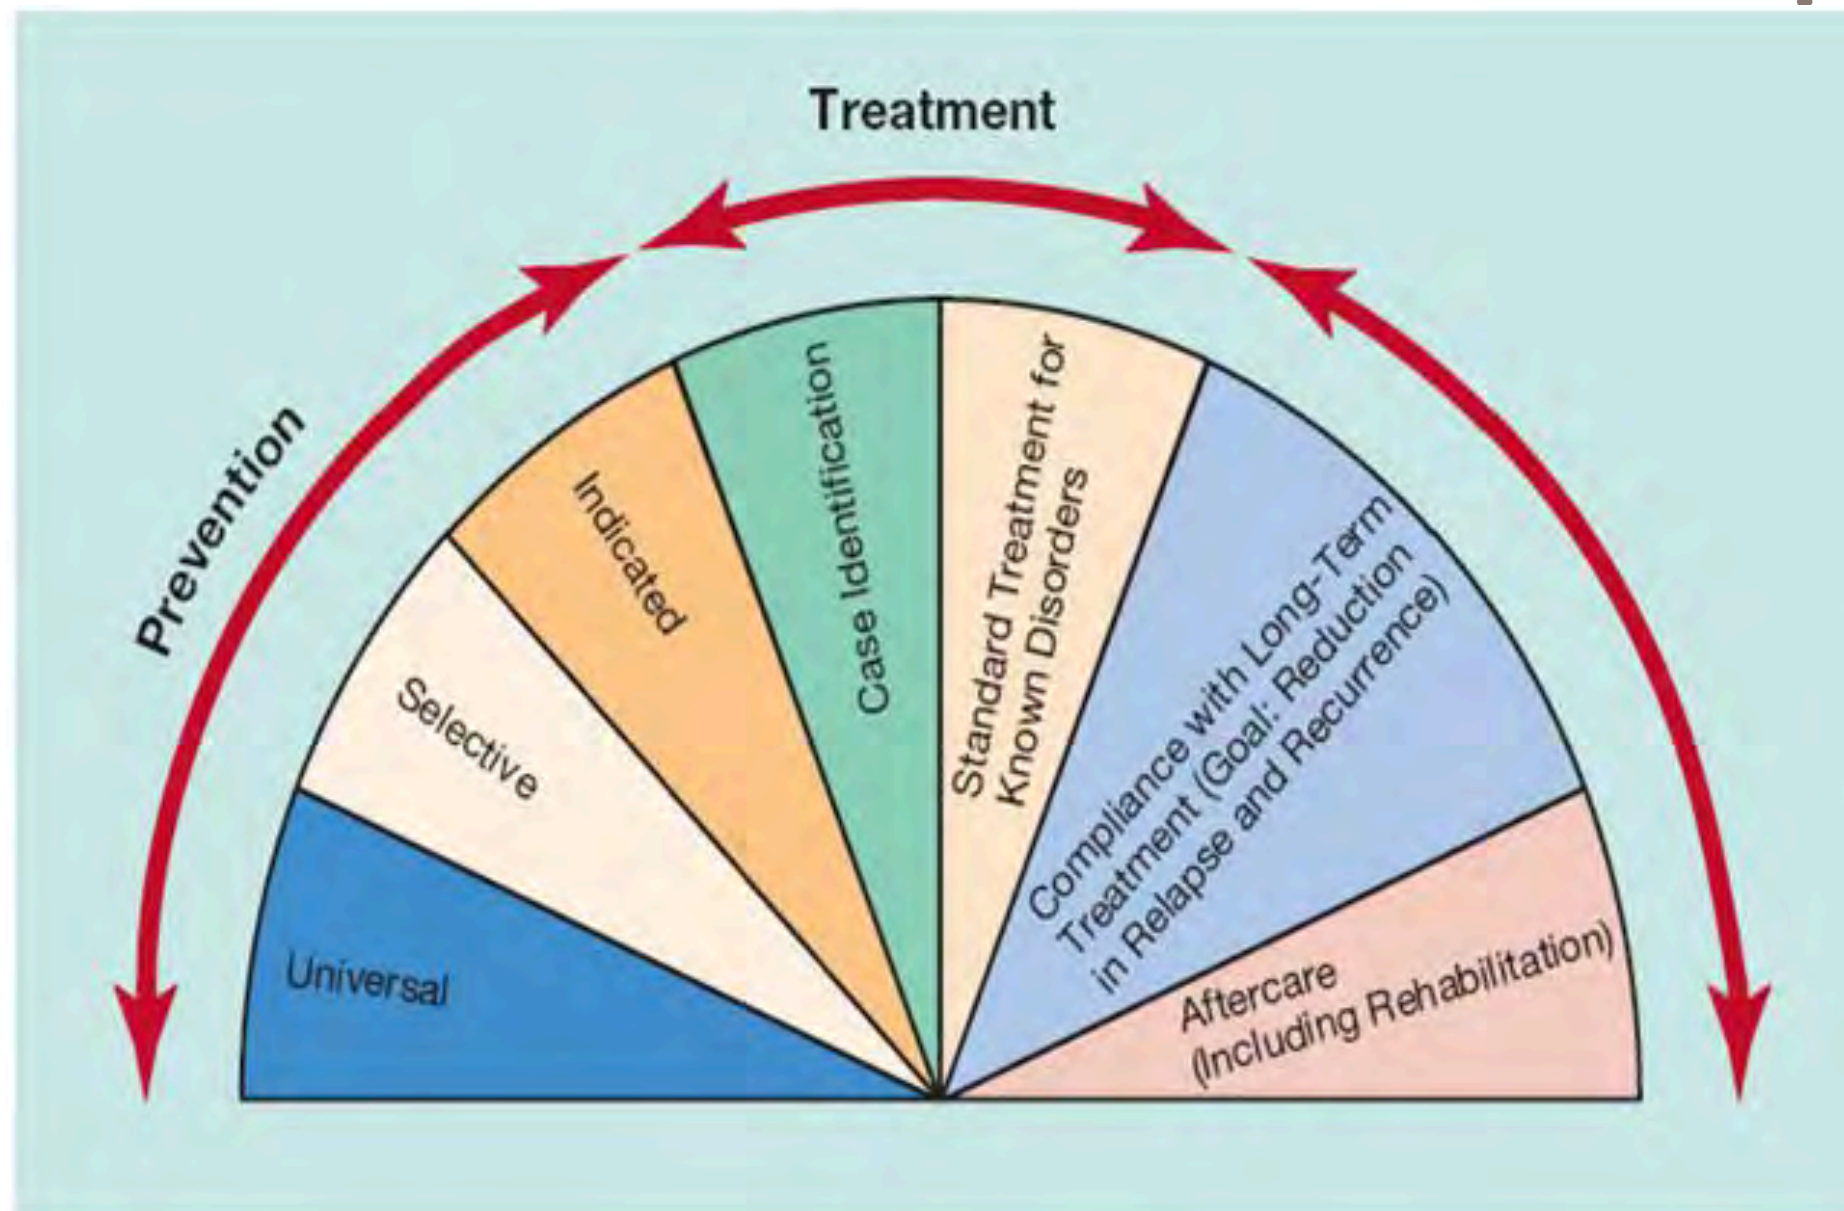 Treatment
Prevention
Universal
Selective
Indicated
Case Identification
Standard Treatment for
Known Disorders
Compliance with Long-Term
Treatment (Goal: Reduction
in Relapse and Recurrence)
Aftercare
(Including Rehabilitation)